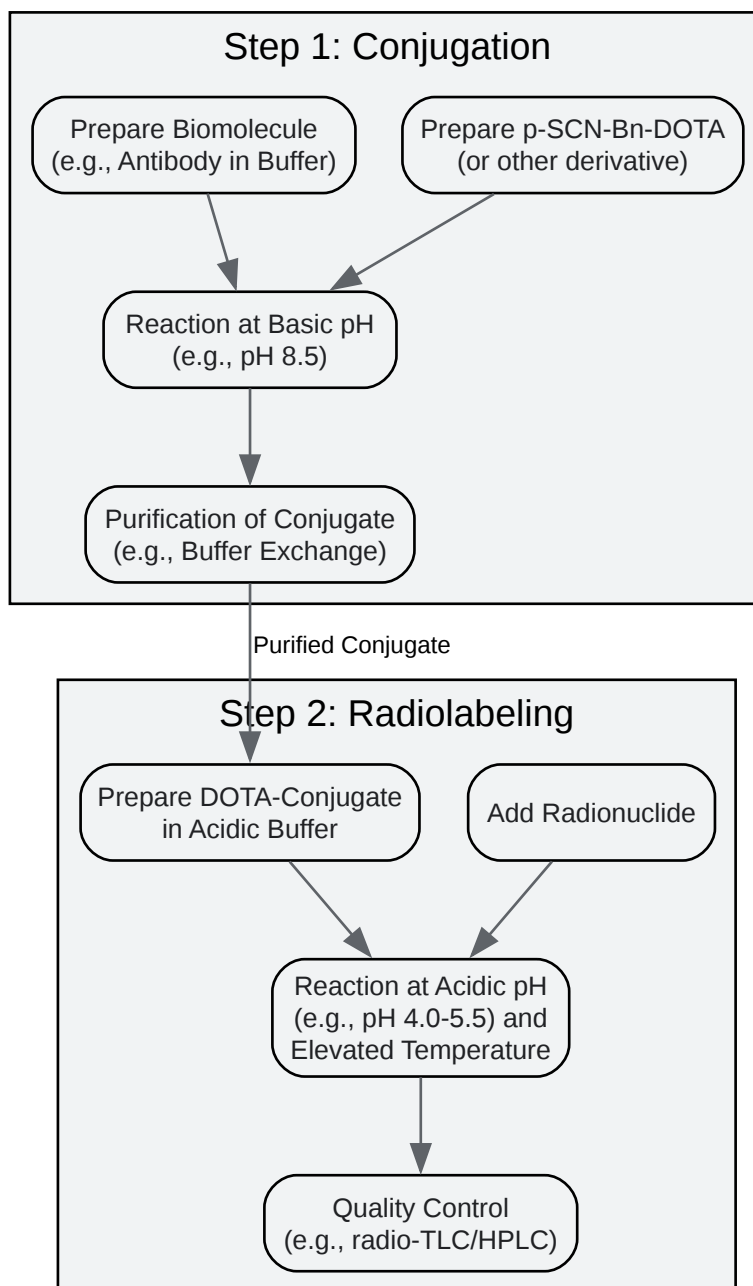 Step 1: Conjugation
Prepare Biomolecule
(e.g., Antibody in Buffer)
Prepare p-SCN-Bn-DOTA
(or other derivative)
Reaction at Basic pH
(e.g., pH 8.5)
Purification of Conjugate
(e.g., Buffer Exchange)
Purified Conjugate
Step 2: Radiolabeling
Prepare DOTA-Conjugate
in Acidic Buffer
Add Radionuclide
Reaction at Acidic pH
(e.g., pH 4.0-5.5) and
Elevated Temperature
Quality Control
(e.g., radio-TLC/HPLC)